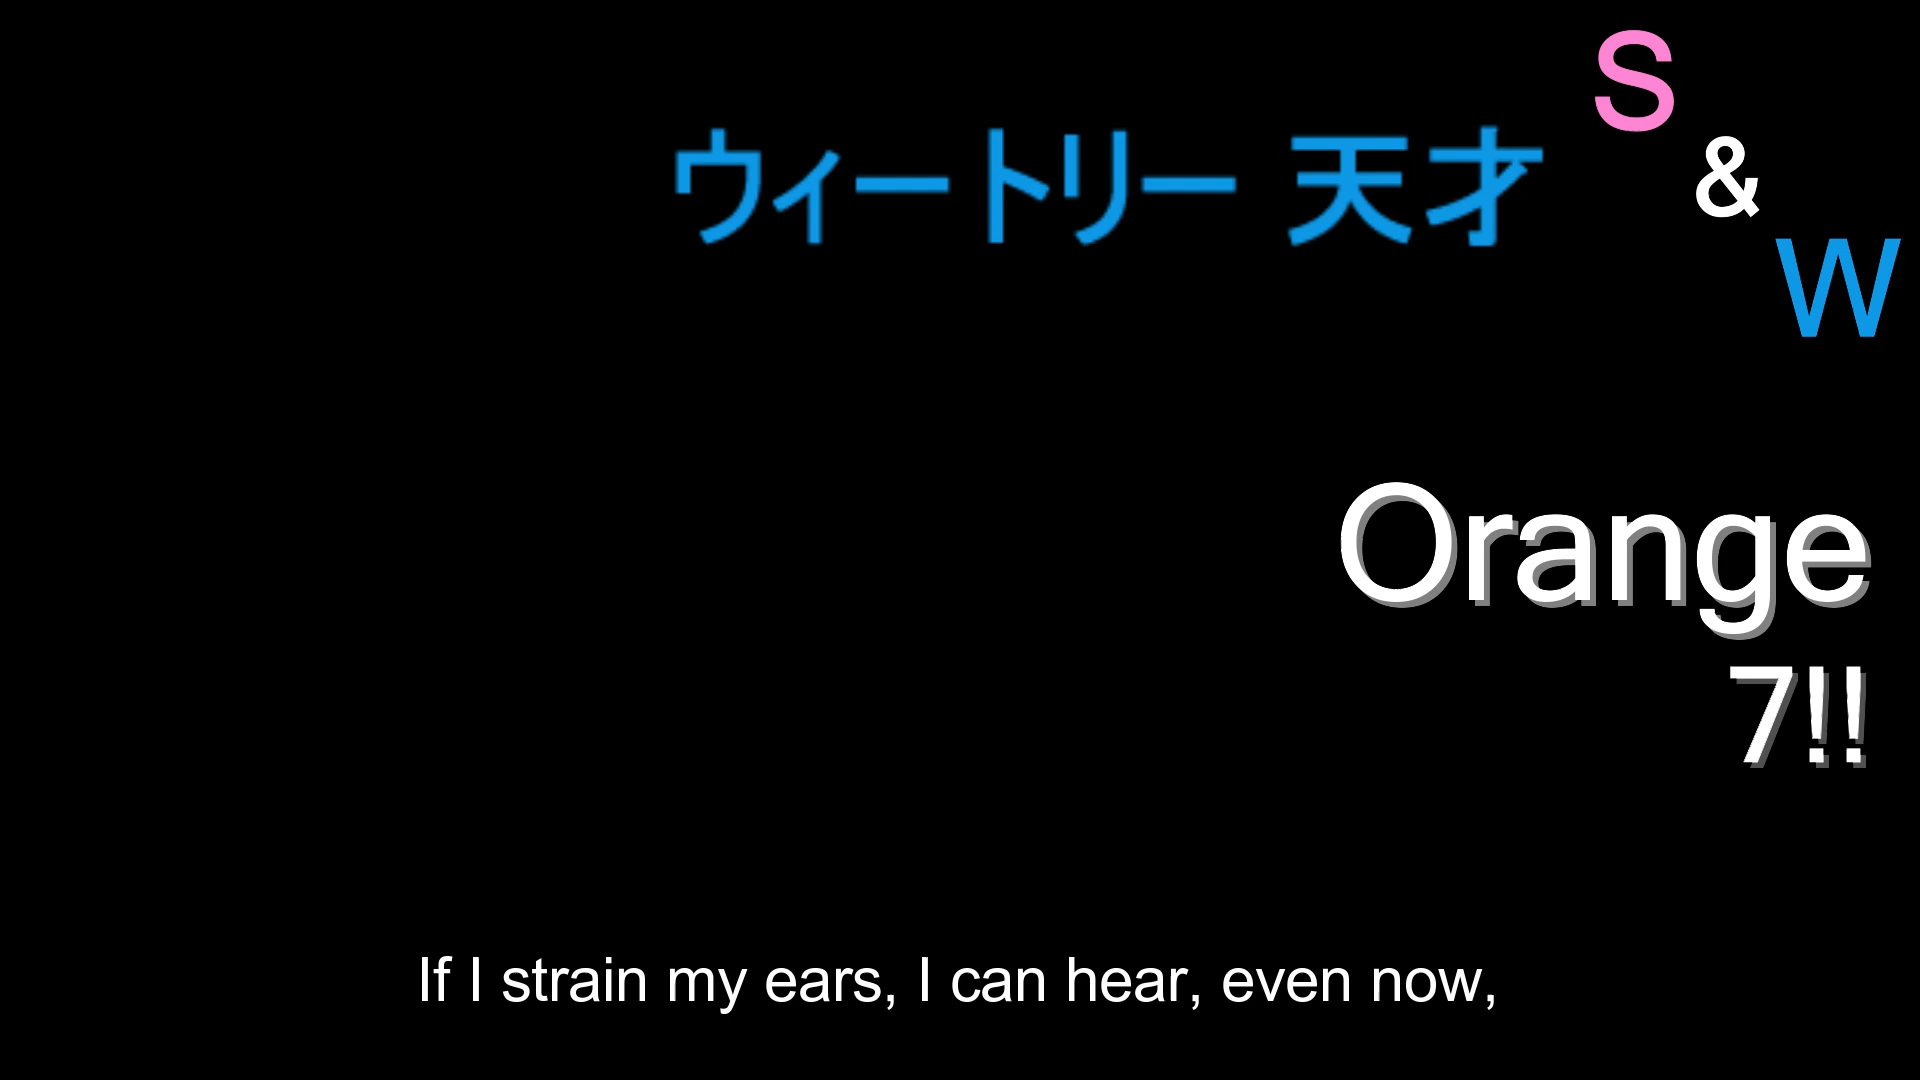 S
&
W
ウィートリー 天才
Orange
7!!
If I strain my ears, I can hear, even now,